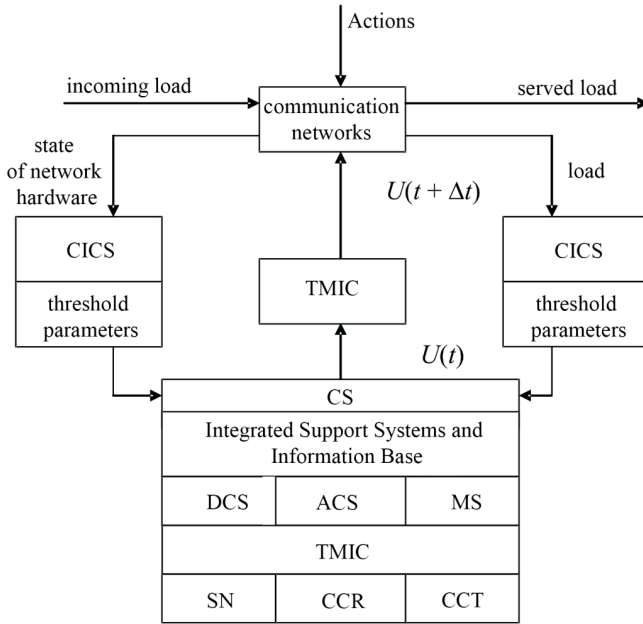 Actions
incoming load
served load
communication
networks
state
of network
hardware
load
U(t + Δt)
CICS
threshold
parameters
TMIC
CICS
threshold
parameters
U(t)
CS
Integrated Support Systems and
Information Base
DCS
ACS
MS
TMIC
SN
CCR
CCT